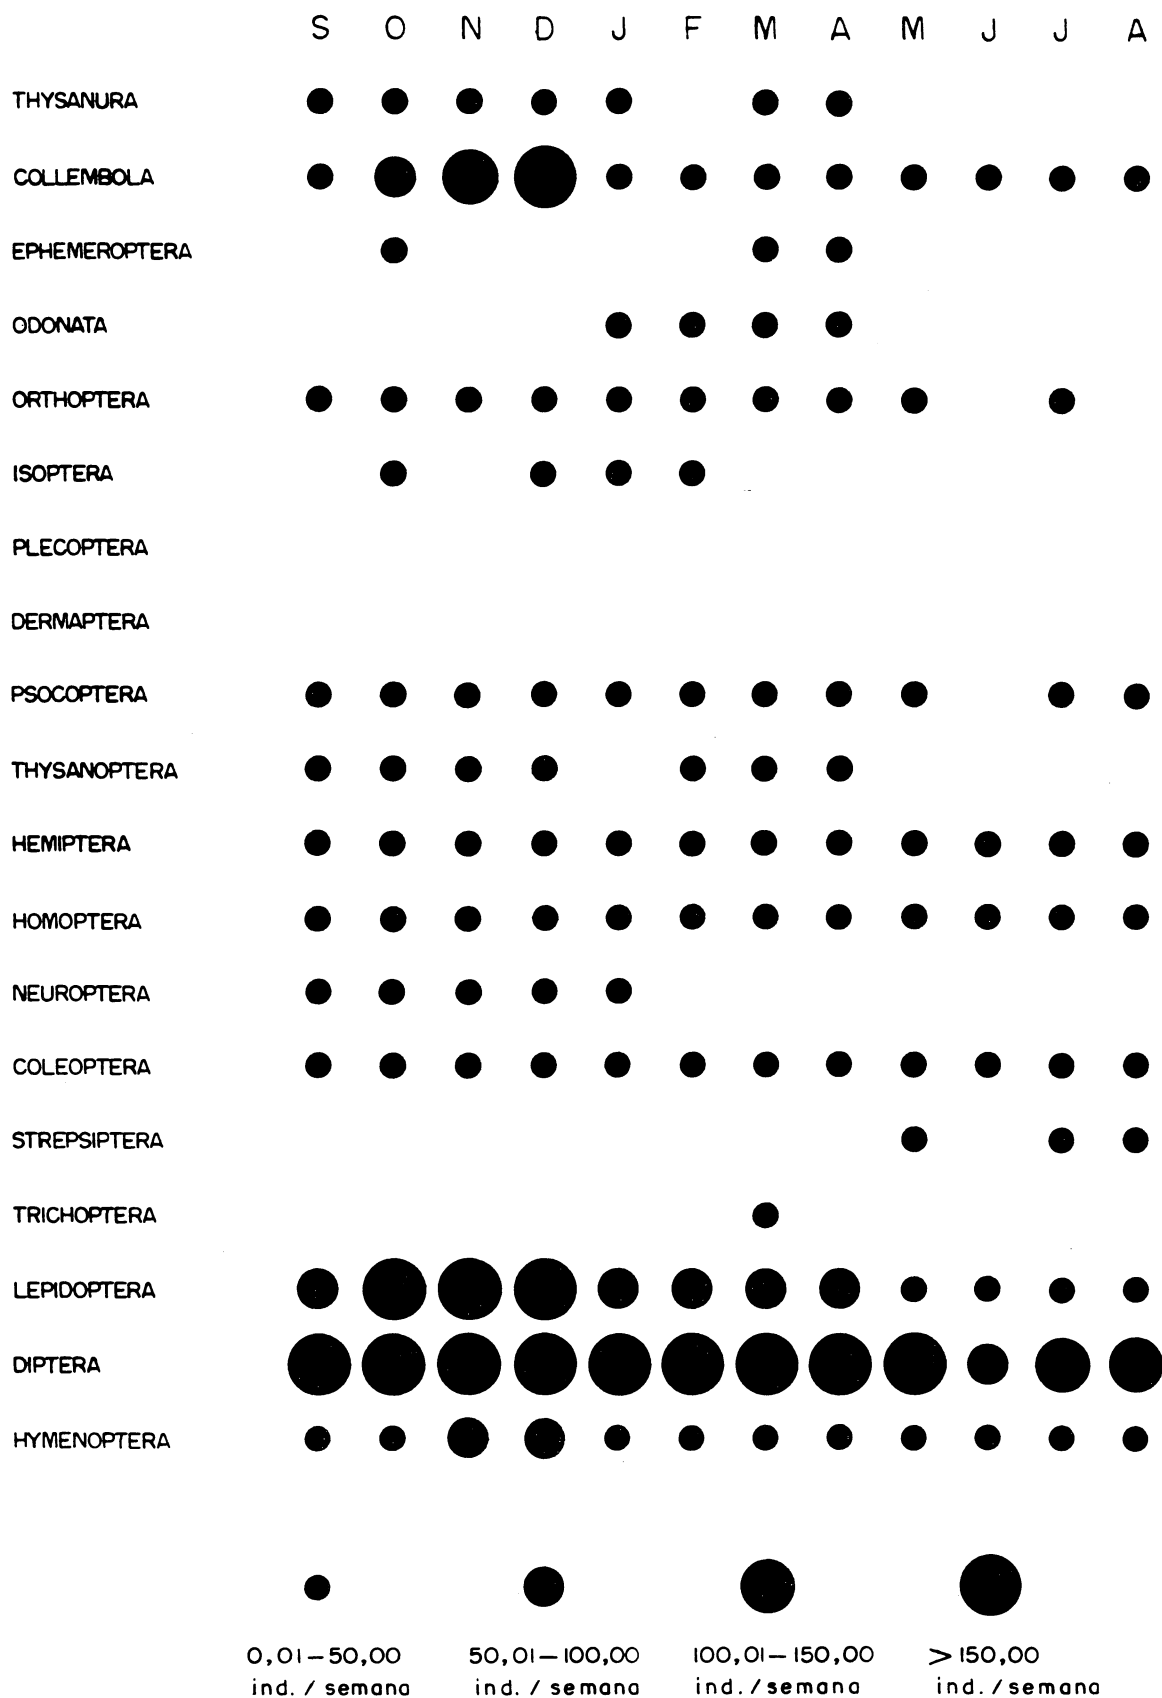 S O N D J F M A M J J A
THYSANURA
COLLEMBOLA
EPHEMEROPTERA
ODONATA
ORTHOPTERA
ISOPTERA
PLECOPTERA
DERMAPTERA
PSOCOPTERA
THYSANOPTERA
HEMIPTERA
HOMOPTERA
NEUROPTERA
COLEOPTERA
STREPSIPTERA
TRICHOPTERA
LEPIDOPTERA
DIPTERA
HYMENOPTERA
0,01-50,00 50,01-100,00 100,01-150,00 >150,00
ind./semana ind./semana ind./semana ind./semana